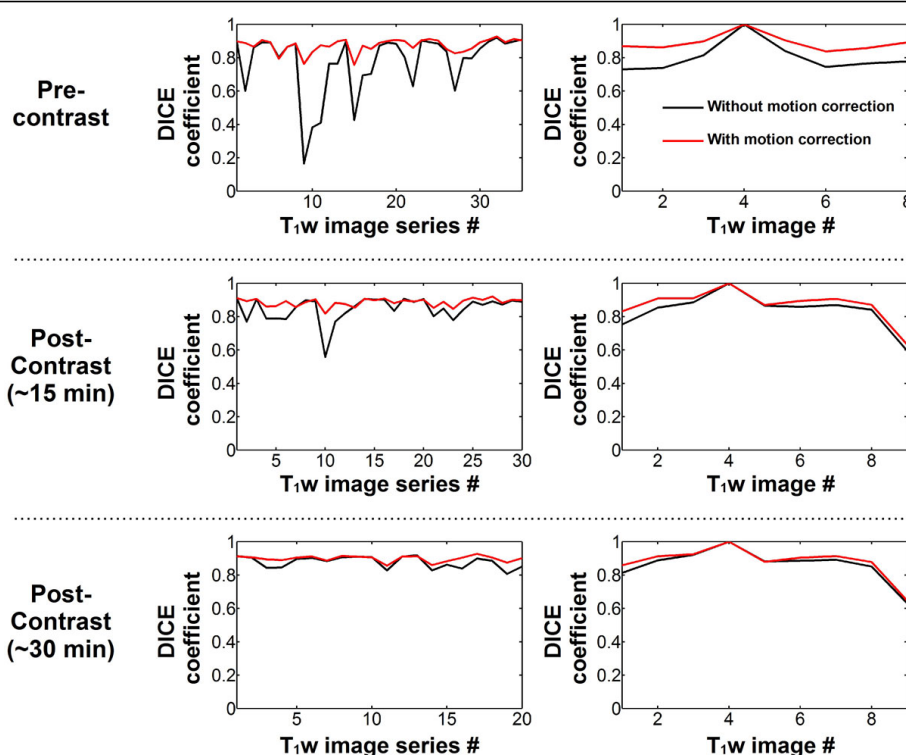 Pre-
contrast
DICE
coefficient
1
0.8
0.6
0.4
0.2
0
10 20 30
T₁w image series #
DICE
coefficient
1
0.8
0.6
0.4
0.2
0
2 4 6 8
T₁w image #
Without motion correction
With motion correction
Post-
Contrast
(~15 min)
DICE
coefficient
1
0.8
0.6
0.4
0.2
0
5 10 15 20 25 30
T₁w image series #
DICE
coefficient
1
0.8
0.6
0.4
0.2
0
2 4 6 8
T₁w image #
Post-
Contrast
(~30 min)
DICE
coefficient
1
0.8
0.6
0.4
0.2
0
5 10 15 20
T₁w image series #
DICE
coefficient
1
0.8
0.6
0.4
0.2
0
2 4 6 8
T₁w image #